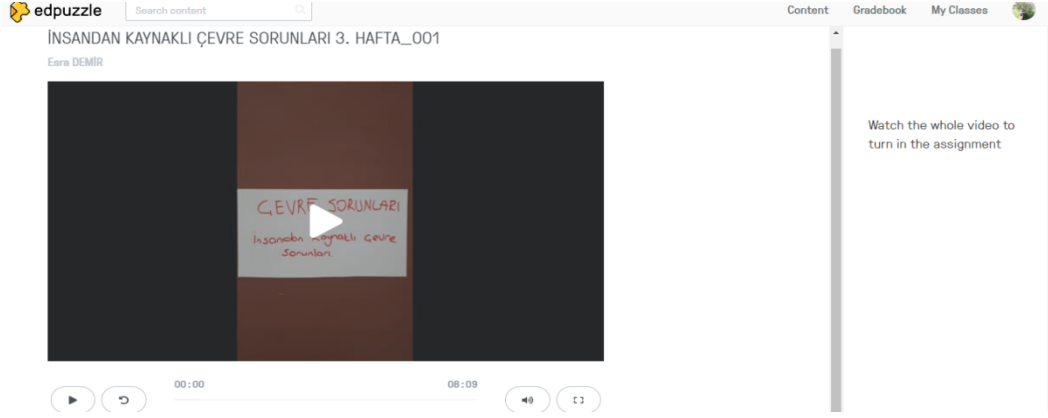 edpuzzle
Search content
Content
Gradebook
My Classes
İNSANDAN KAYNAKLI ÇEVRE SORUNLARI 3. HAFTA_001
Esra DEMİR
ÇEVRE SORUNLARI
İnsandan Kaynaklı Çevre
Sorunları
Watch the whole video to
turn in the assignment
00:00
08:09